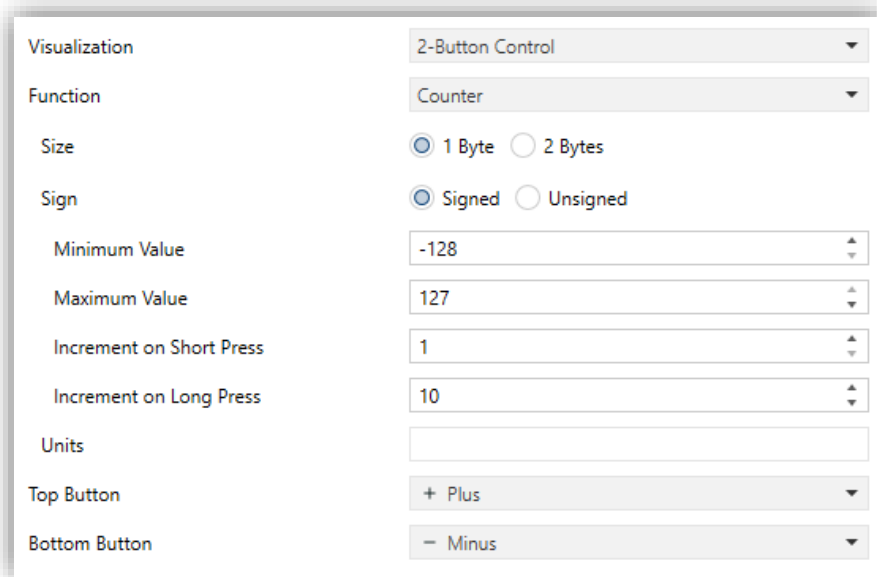 Visualization 2-Button Control
Function Counter
Size 1 Byte 2 Bytes
Sign Signed Unsigned
Minimum Value -128
Maximum Value 127
Increment on Short Press 1
Increment on Long Press 10
Units
Top Button + Plus
Bottom Button − Minus